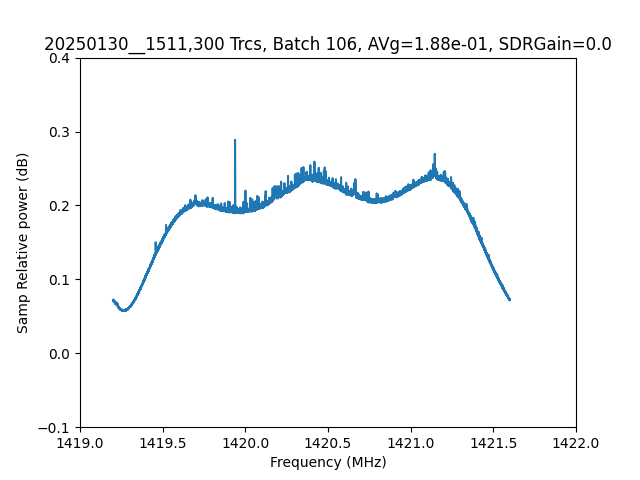 20250130__1511,300 Trcs, Batch 106, AVg=1.88e-01, SDRGain=0.0
0.4
0.3
0.2
0.1
0.0
−0.1
Samp Relative power (dB)
1419.0 1419.5 1420.0 1420.5 1421.0 1421.5 1422.0
Frequency (MHz)